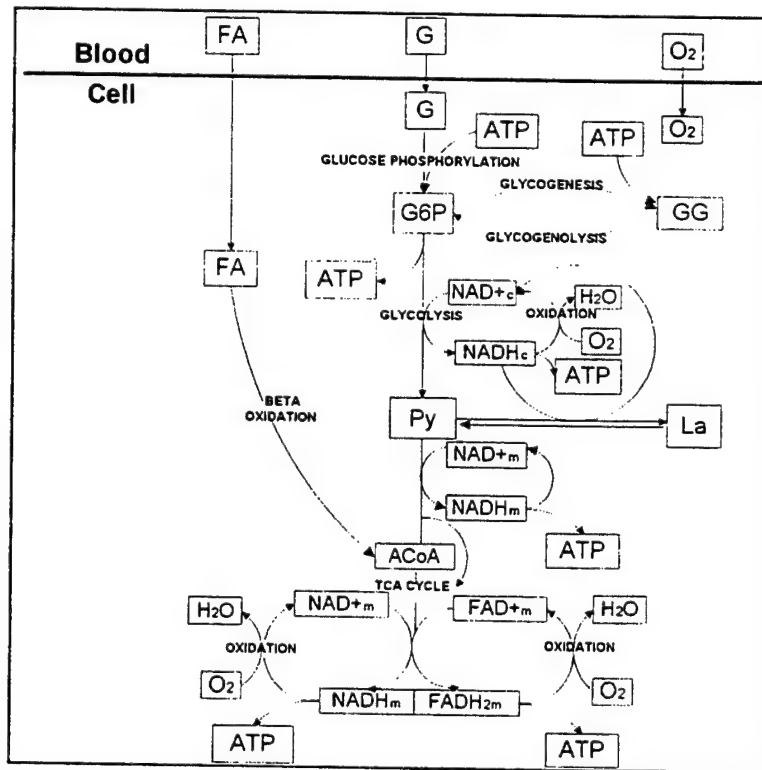 FA
G
O2
Blood
Cell
G
O2
ATP
ATP
GLUCOSE PHOSPHORYLATION
GLYCOGENESIS
G6P
GG
GLYCOGENOLYSIS
FA
ATP
NAD+c
H2O
GLYCOLYSIS
OXIDATION
NADHc
O2
ATP
BETA
OXIDATION
Py
La
NAD+m
NADHm
ATP
ACoA
TCA CYCLE
H2O
NAD+m
FAD+m
H2O
OXIDATION
OXIDATION
O2
NADHm
FADH2m
O2
ATP
ATP